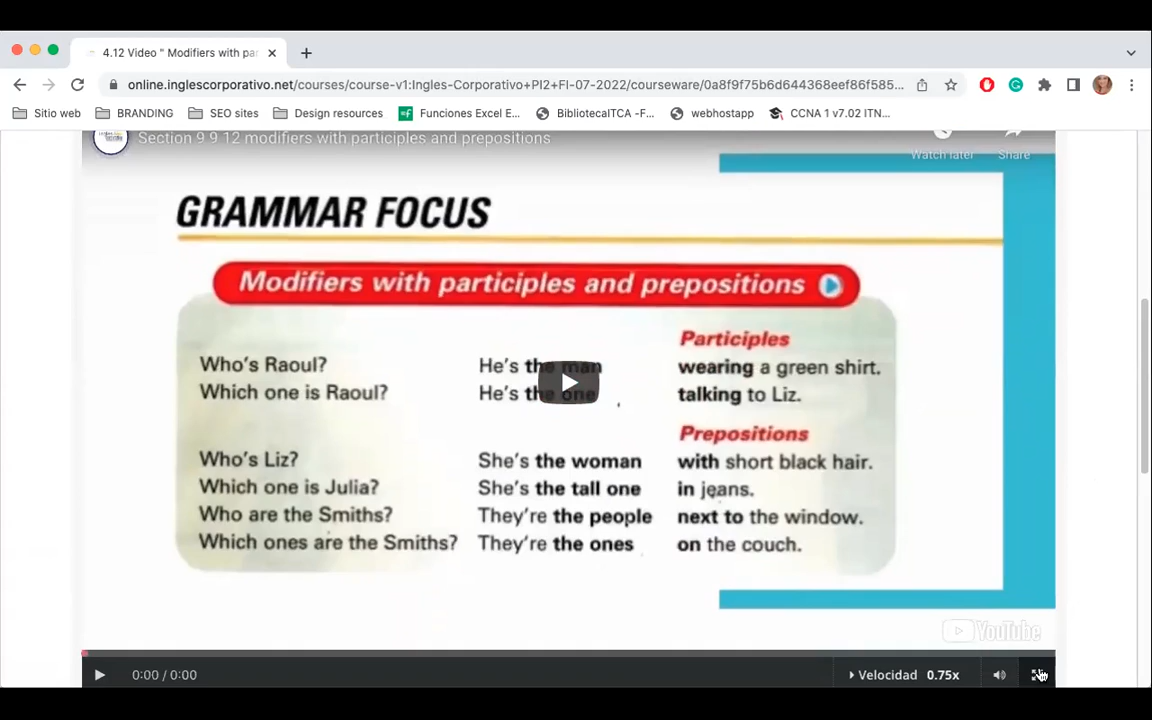 4.12 Video " Modifiers with par
online.inglescorporativo.net/courses/course-v1:Ingles-Corporativo+PI2+FI-07-2022/courseware/0a8f9f75b6d644368eef86f585...
Sitio web BRANDING SEO sites Design resources Funciones Excel E... BibliotecaITCA -F... webhostapp CCNA 1 v7.02 ITN...
Section 9 9 12 modifiers with participles and prepositions
Watch later Share
GRAMMAR FOCUS
Modifiers with participles and prepositions
Participles
Who's Raoul? He's the man wearing a green shirt.
Which one is Raoul? He's the one talking to Liz.
Prepositions
Who's Liz? She's the woman with short black hair.
Which one is Julia? She's the tall one in jeans.
Who are the Smiths? They're the people next to the window.
Which ones are the Smiths? They're the ones on the couch.
YouTube
0:00 / 0:00 Velocidad 0.75x